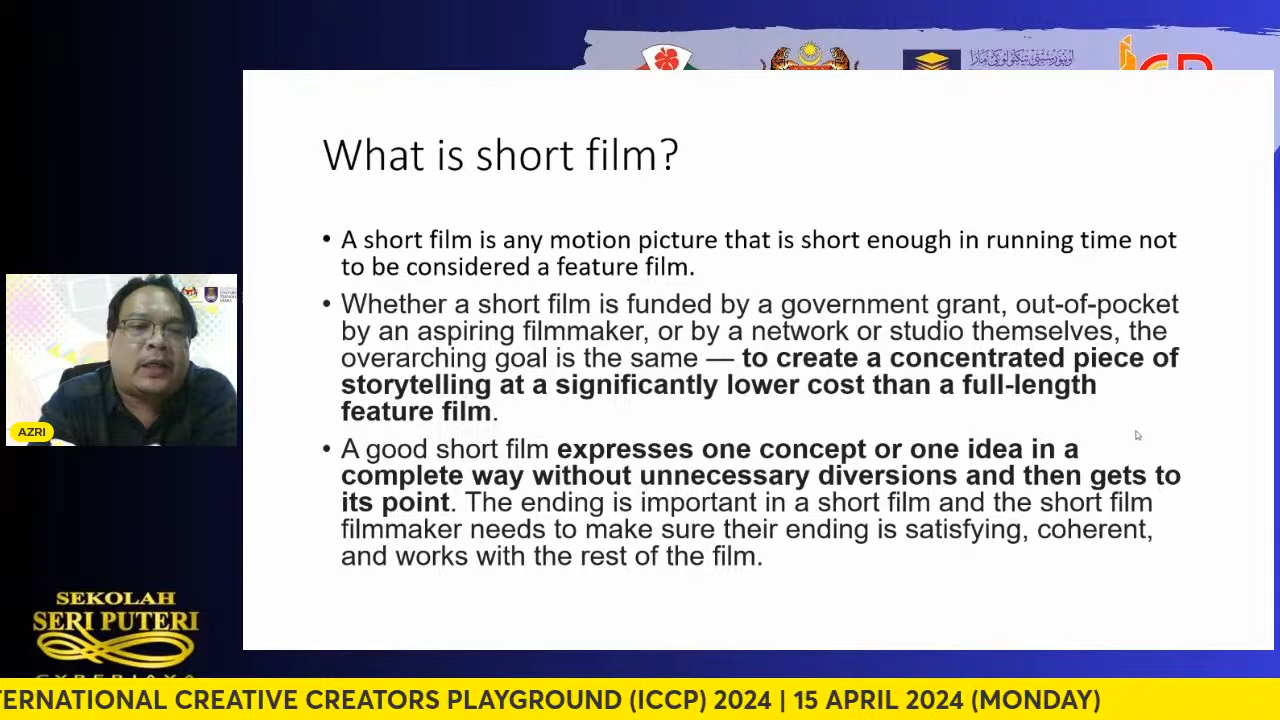 اونيۏرسيتي تيكنولوڬي مارا
What is short film?
• A short film is any motion picture that is short enough in running time not
to be considered a feature film.
• Whether a short film is funded by a government grant, out-of-pocket
by an aspiring filmmaker, or by a network or studio themselves, the
overarching goal is the same — to create a concentrated piece of
storytelling at a significantly lower cost than a full-length
feature film.
• A good short film expresses one concept or one idea in a
complete way without unnecessary diversions and then gets to
its point. The ending is important in a short film and the short film
filmmaker needs to make sure their ending is satisfying, coherent,
and works with the rest of the film.
AZRI
SEKOLAH
SERI PUTERI
CYBERJAYA
TERNATIONAL CREATIVE CREATORS PLAYGROUND (ICCP) 2024 | 15 APRIL 2024 (MONDAY)